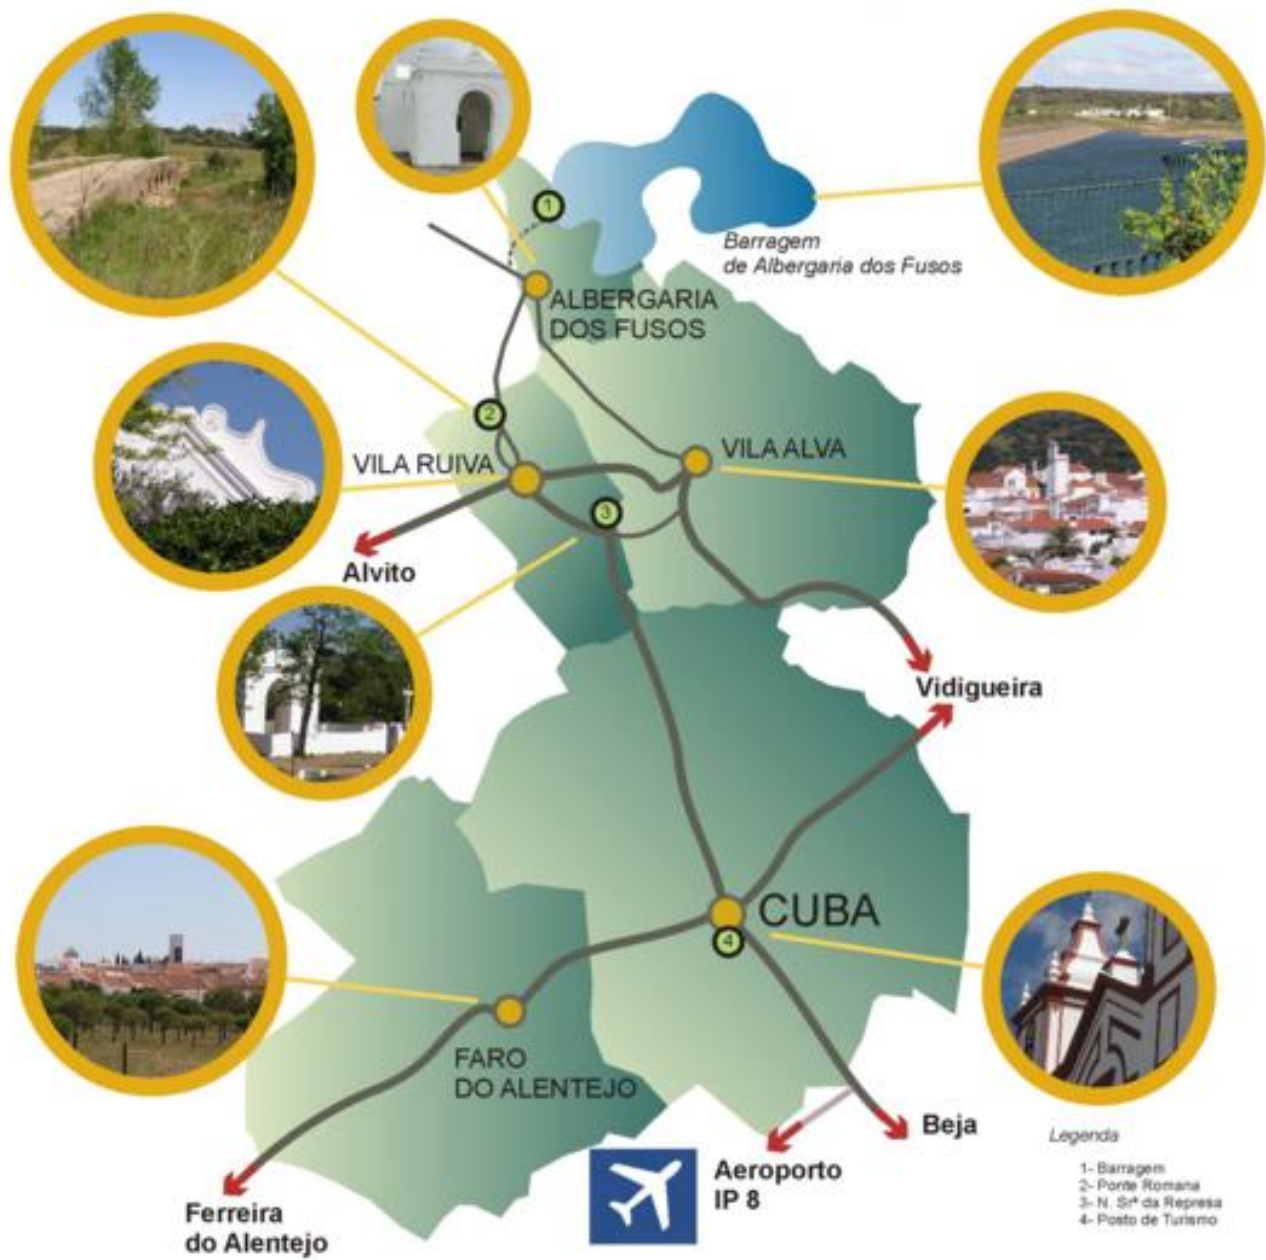 1
Barragem
de Albergaria dos Fusos
ALBERGARIA
DOS FUSOS
2
VILA RUIVA
VILA ALVA
3
Alvito
Vidigueira
CUBA
4
FARO
DO ALENTEJO
Beja
Aeroporto
IP 8
Ferreira
do Alentejo
Legenda
1- Barragem
2- Ponte Romana
3- N. Srª da Represa
4- Posto de Turismo